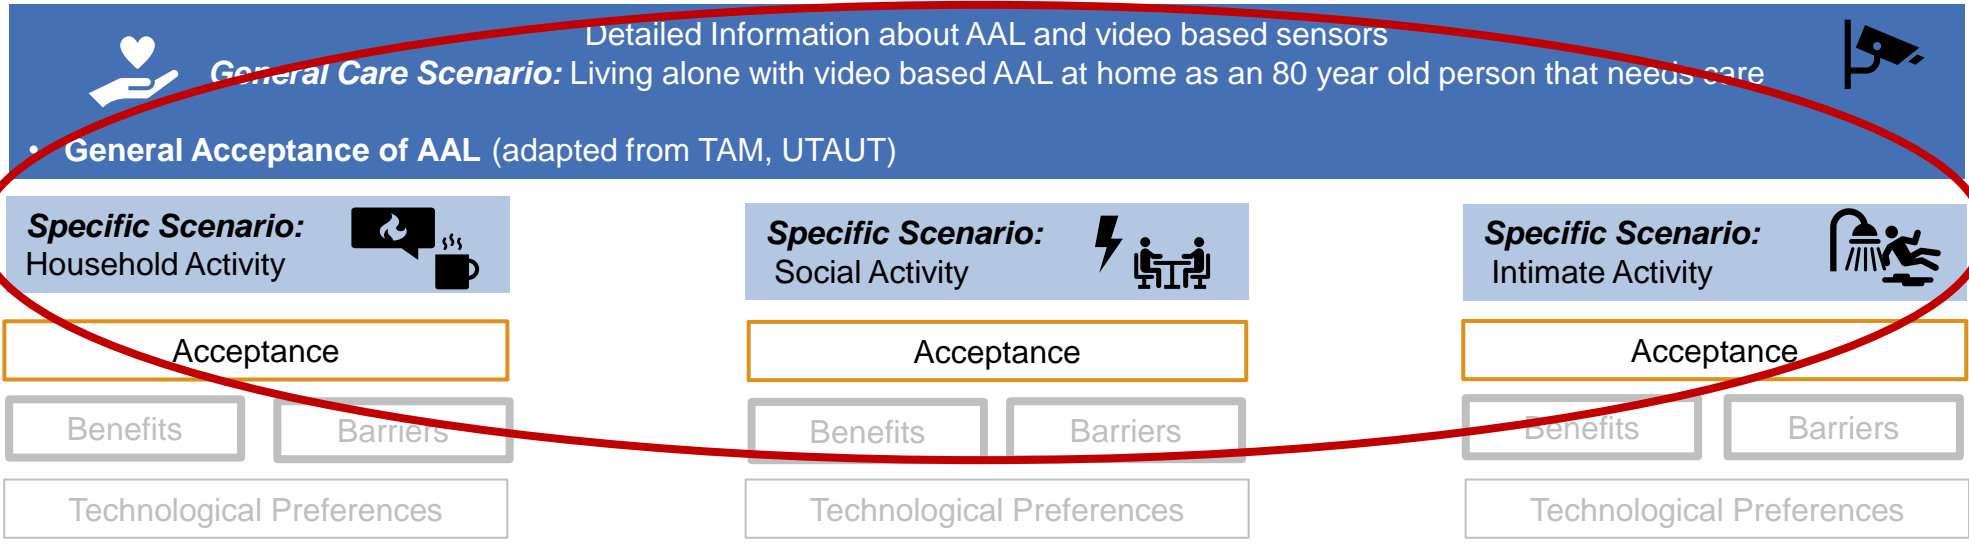 Detailed Information about AAL and video based sensors
General Care Scenario: Living alone with video based AAL at home as an 80 year old person that needs care
• General Acceptance of AAL (adapted from TAM, UTAUT)
Specific Scenario:
Household Activity
Specific Scenario:
Social Activity
Specific Scenario:
Intimate Activity
Acceptance
Acceptance
Acceptance
Benefits
Barriers
Benefits
Barriers
Benefits
Barriers
Technological Preferences
Technological Preferences
Technological Preferences